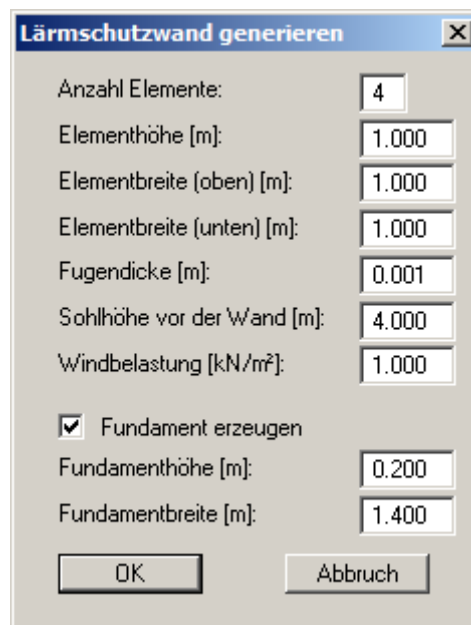 Lärmschutzwand generieren
Anzahl Elemente: 4
Elementhöhe [m]: 1.000
Elementbreite (oben) [m]: 1.000
Elementbreite (unten) [m]: 1.000
Fugendicke [m]: 0.001
Sohlhöhe vor der Wand [m]: 4.000
Windbelastung [kN/m²]: 1.000
Fundament erzeugen
Fundamenthöhe [m]: 0.200
Fundamentbreite [m]: 1.400
OK Abbruch